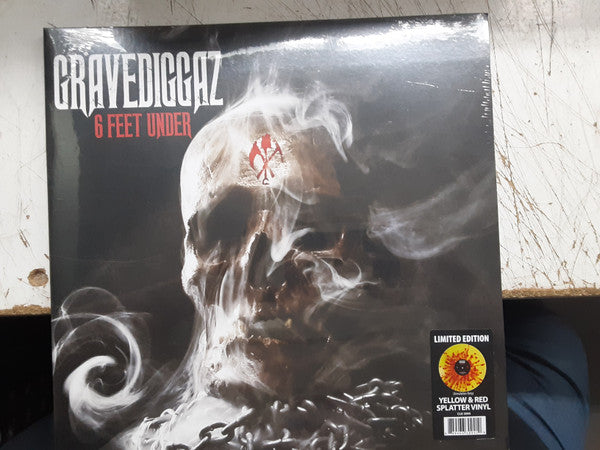 GRAVEDIGGAZ
6 FEET UNDER
LIMITED EDITION
YELLOW & RED
SPLATTER VINYL